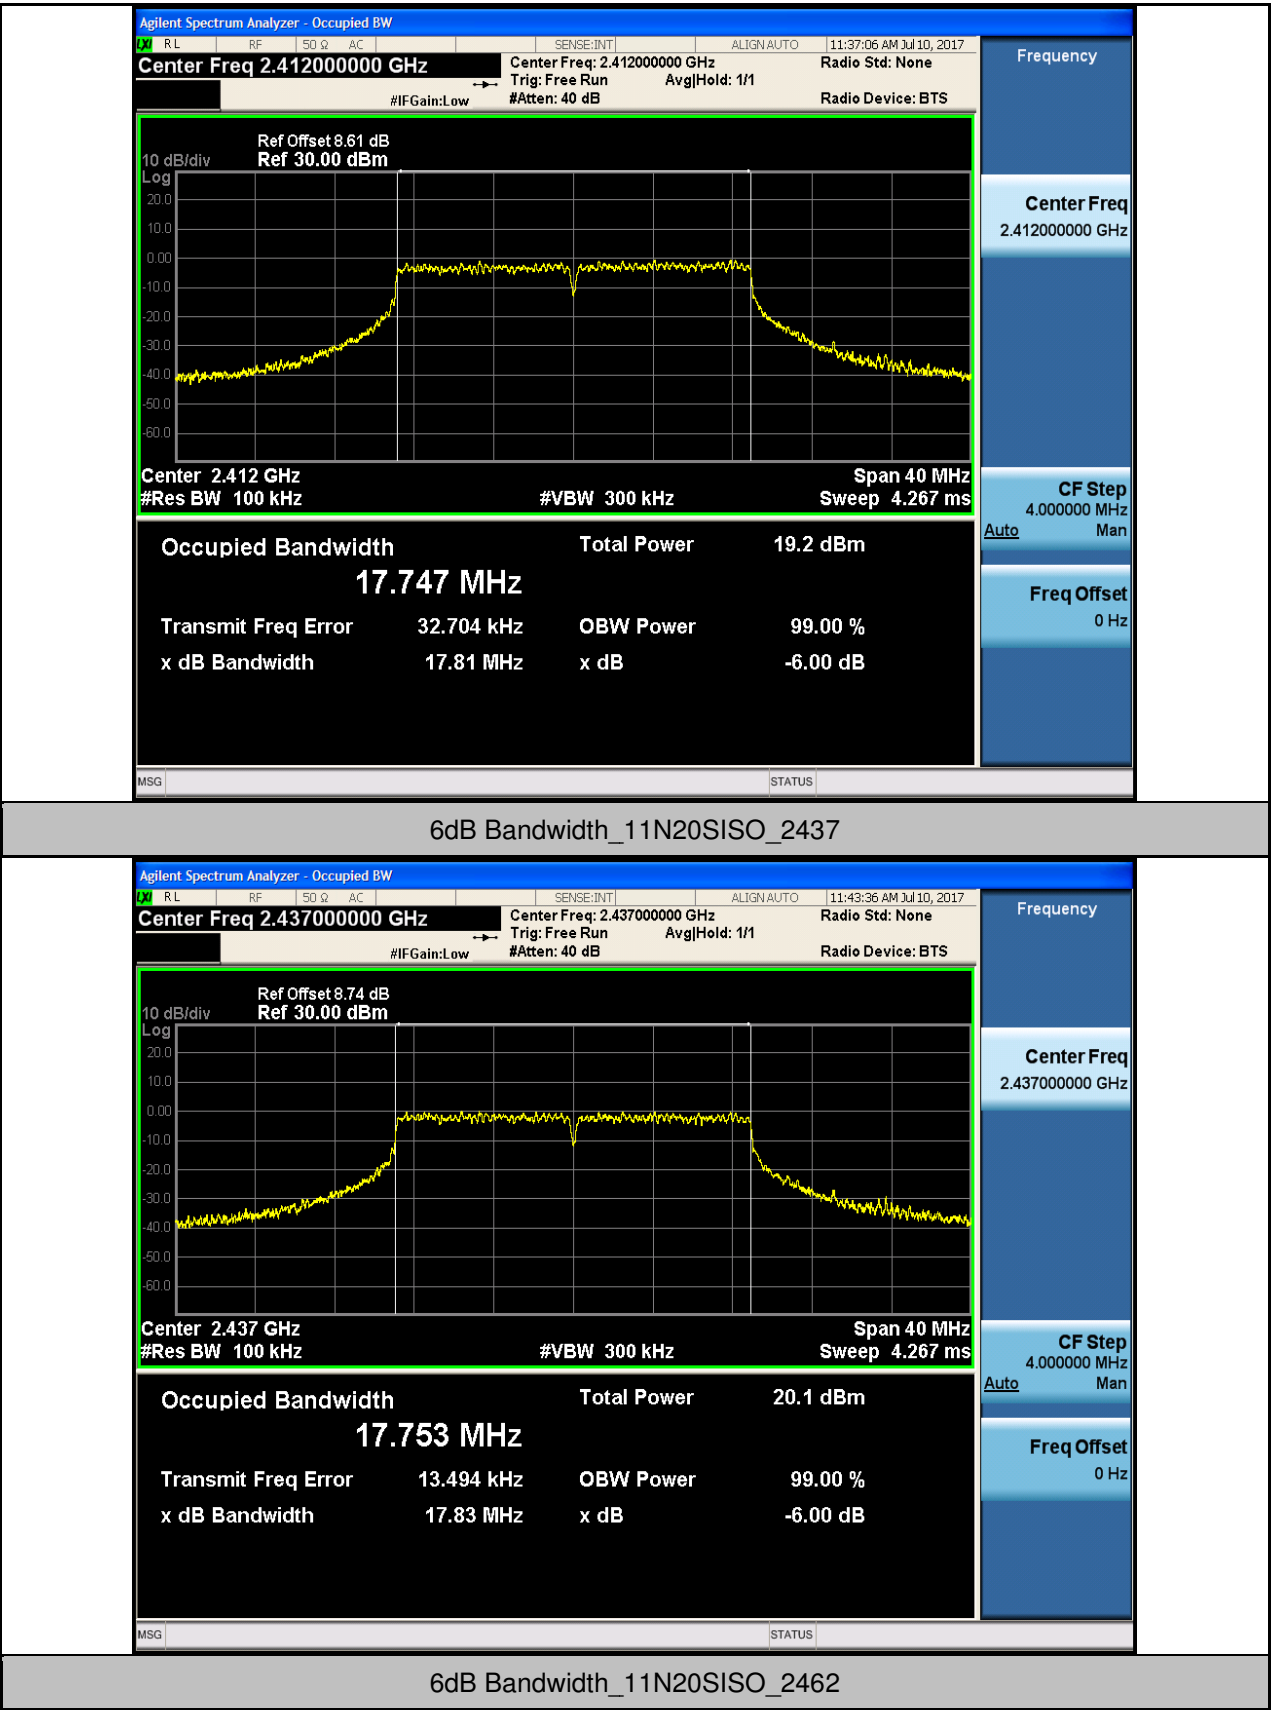 Agilent Spectrum Analyzer - Occupied BW
LXI RL RF 50 Ω AC SENSE:INT ALIGN AUTO 11:37:06 AM Jul 10, 2017
Center Freq 2.412000000 GHz
Center Freq: 2.412000000 GHz
Radio Std: None
Trig: Free Run Avg|Hold: 1/1
#IFGain:Low #Atten: 40 dB Radio Device: BTS
Frequency
Ref Offset 8.61 dB
10 dB/div Ref 30.00 dBm
Log
20.0
10.0
0.00
-10.0
-20.0
-30.0
-40.0
-50.0
-60.0
Center Freq
2.412000000 GHz
Center 2.412 GHz Span 40 MHz
#Res BW 100 kHz #VBW 300 kHz Sweep 4.267 ms
CF Step
4.000000 MHz
Auto Man
Occupied Bandwidth Total Power 19.2 dBm
17.747 MHz
Transmit Freq Error 32.704 kHz OBW Power 99.00 %
x dB Bandwidth 17.81 MHz x dB -6.00 dB
Freq Offset
0 Hz
MSG STATUS
6dB Bandwidth_11N20SISO_2437
Agilent Spectrum Analyzer - Occupied BW
LXI RL RF 50 Ω AC SENSE:INT ALIGN AUTO 11:43:36 AM Jul 10, 2017
Center Freq 2.437000000 GHz
Center Freq: 2.437000000 GHz
Radio Std: None
Trig: Free Run Avg|Hold: 1/1
#IFGain:Low #Atten: 40 dB Radio Device: BTS
Frequency
Ref Offset 8.74 dB
10 dB/div Ref 30.00 dBm
Log
20.0
10.0
0.00
-10.0
-20.0
-30.0
-40.0
-50.0
-60.0
Center Freq
2.437000000 GHz
Center 2.437 GHz Span 40 MHz
#Res BW 100 kHz #VBW 300 kHz Sweep 4.267 ms
CF Step
4.000000 MHz
Auto Man
Occupied Bandwidth Total Power 20.1 dBm
17.753 MHz
Transmit Freq Error 13.494 kHz OBW Power 99.00 %
x dB Bandwidth 17.83 MHz x dB -6.00 dB
Freq Offset
0 Hz
MSG STATUS
6dB Bandwidth_11N20SISO_2462